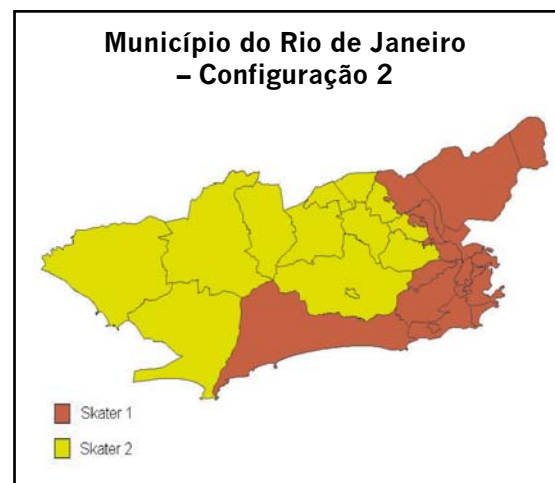 Município do Rio de Janeiro
– Configuração 2
Skater 1
Skater 2